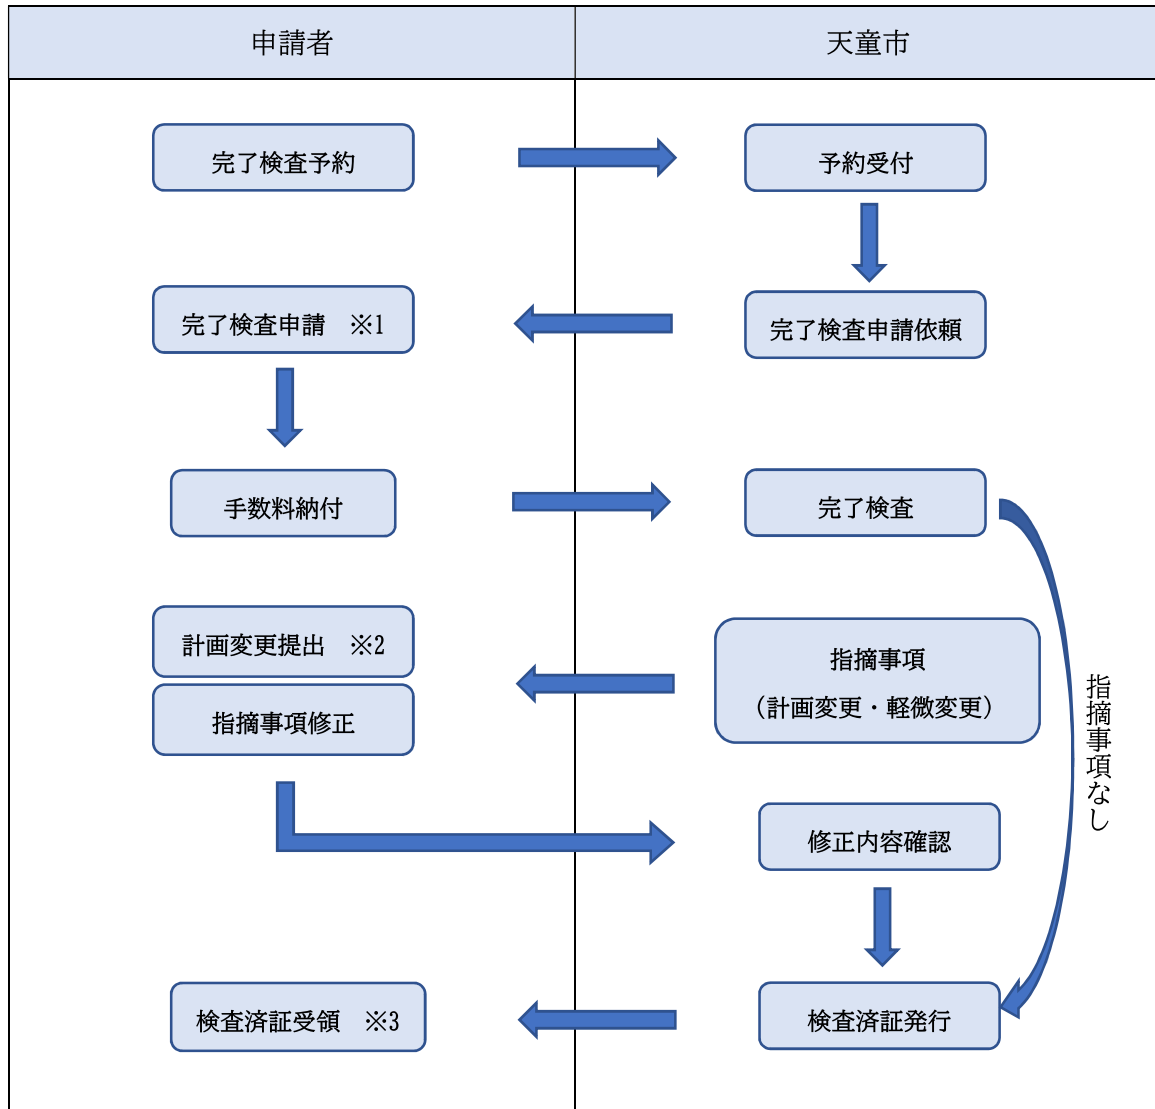 申請者
天童市
完了検査予約
予約受付
完了検査申請　※1
完了検査申請依頼
手数料納付
完了検査
計画変更提出　※2
指摘事項修正
指摘事項
（計画変更・軽微変更）
指摘事項なし
修正内容確認
検査済証受領　※3
検査済証発行